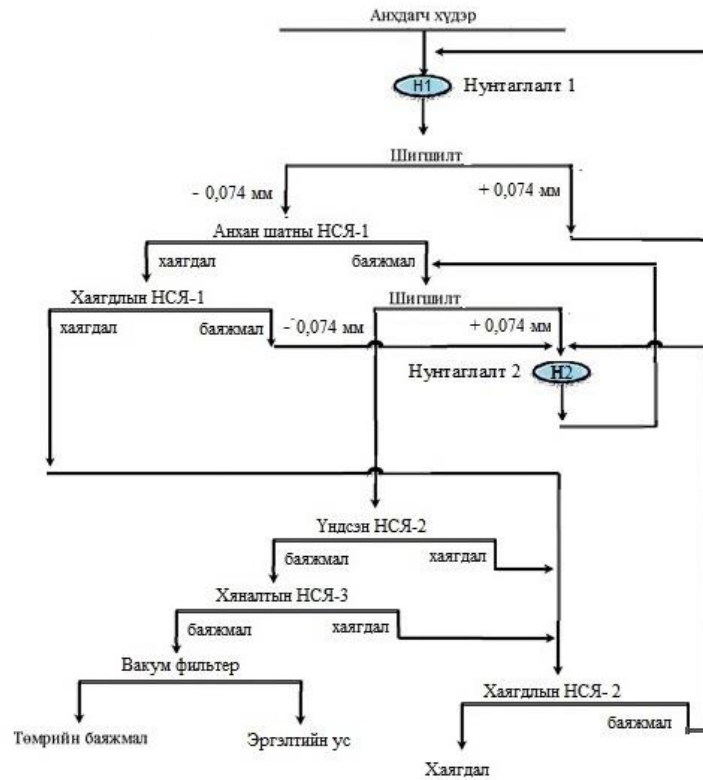 Анхдагч хүдэр
Н1 Нунтаглалт 1
Шигшилт
- 0,074 мм + 0,074 мм
Анхан шатны НСЯ-1
хаягдал баяжмал
Хаягдлын НСЯ-1 Шигшилт
хаягдал баяжмал - 0,074 мм + 0,074 мм
Нунтаглалт 2 Н2
Үндсэн НСЯ-2
баяжмал хаягдал
Хяналтын НСЯ-3
баяжмал хаягдал
Вакум фильтер Хаягдлын НСЯ- 2
баяжмал
Төмрийн баяжмал Эргэлтийн ус
Хаягдал